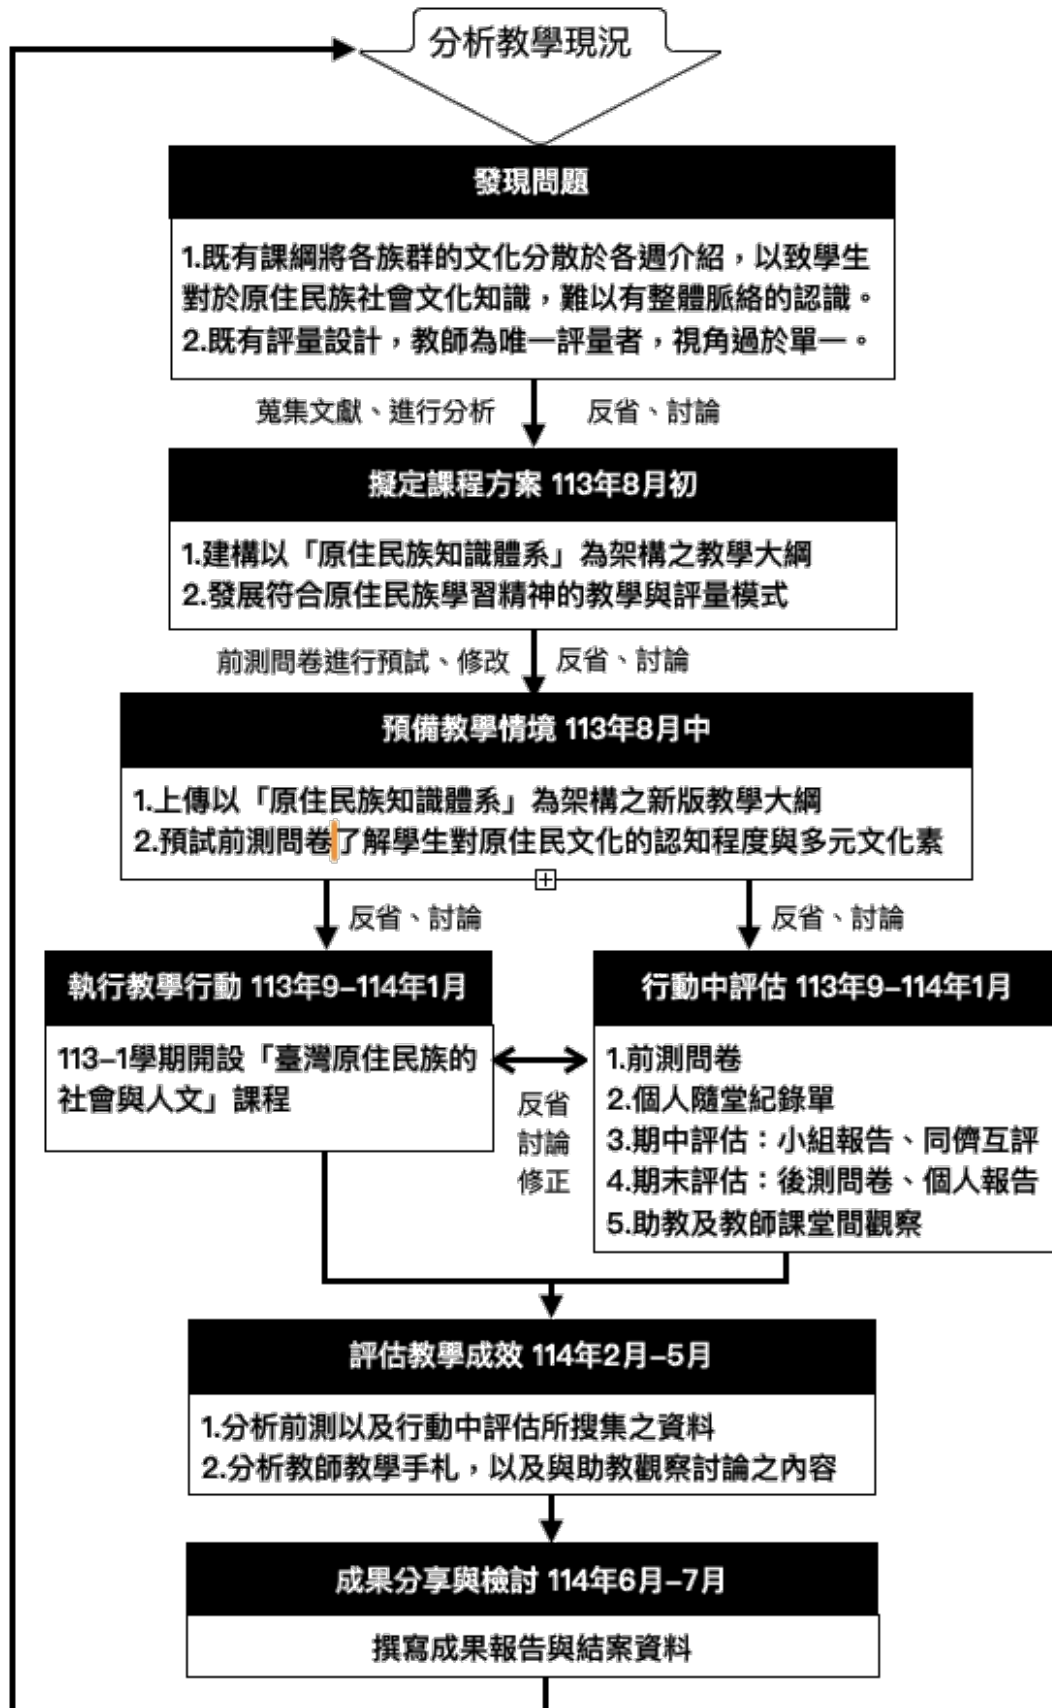 分析教學現況
發現問題
1.既有課綱將各族群的文化分散於各週介紹，以致學生
對於原住民族社會文化知識，難以有整體脈絡的認識。
2.既有評量設計，教師為唯一評量者，視角過於單一。
蒐集文獻、進行分析
反省、討論
擬定課程方案 113年8月初
1.建構以「原住民族知識體系」為架構之教學大綱
2.發展符合原住民族學習精神的教學與評量模式
前測問卷進行預試、修改
反省、討論
預備教學情境 113年8月中
1.上傳以「原住民族知識體系」為架構之新版教學大綱
2.預試前測問卷了解學生對原住民文化的認知程度與多元文化素
反省、討論
反省、討論
執行教學行動 113年9–114年1月
113–1學期開設「臺灣原住民族的
社會與人文」課程
反省
討論
修正
行動中評估 113年9–114年1月
1.前測問卷
2.個人隨堂紀錄單
3.期中評估：小組報告、同儕互評
4.期末評估：後測問卷、個人報告
5.助教及教師課堂間觀察
評估教學成效 114年2月–5月
1.分析前測以及行動中評估所搜集之資料
2.分析教師教學手札，以及與助教觀察討論之內容
成果分享與檢討 114年6月–7月
撰寫成果報告與結案資料